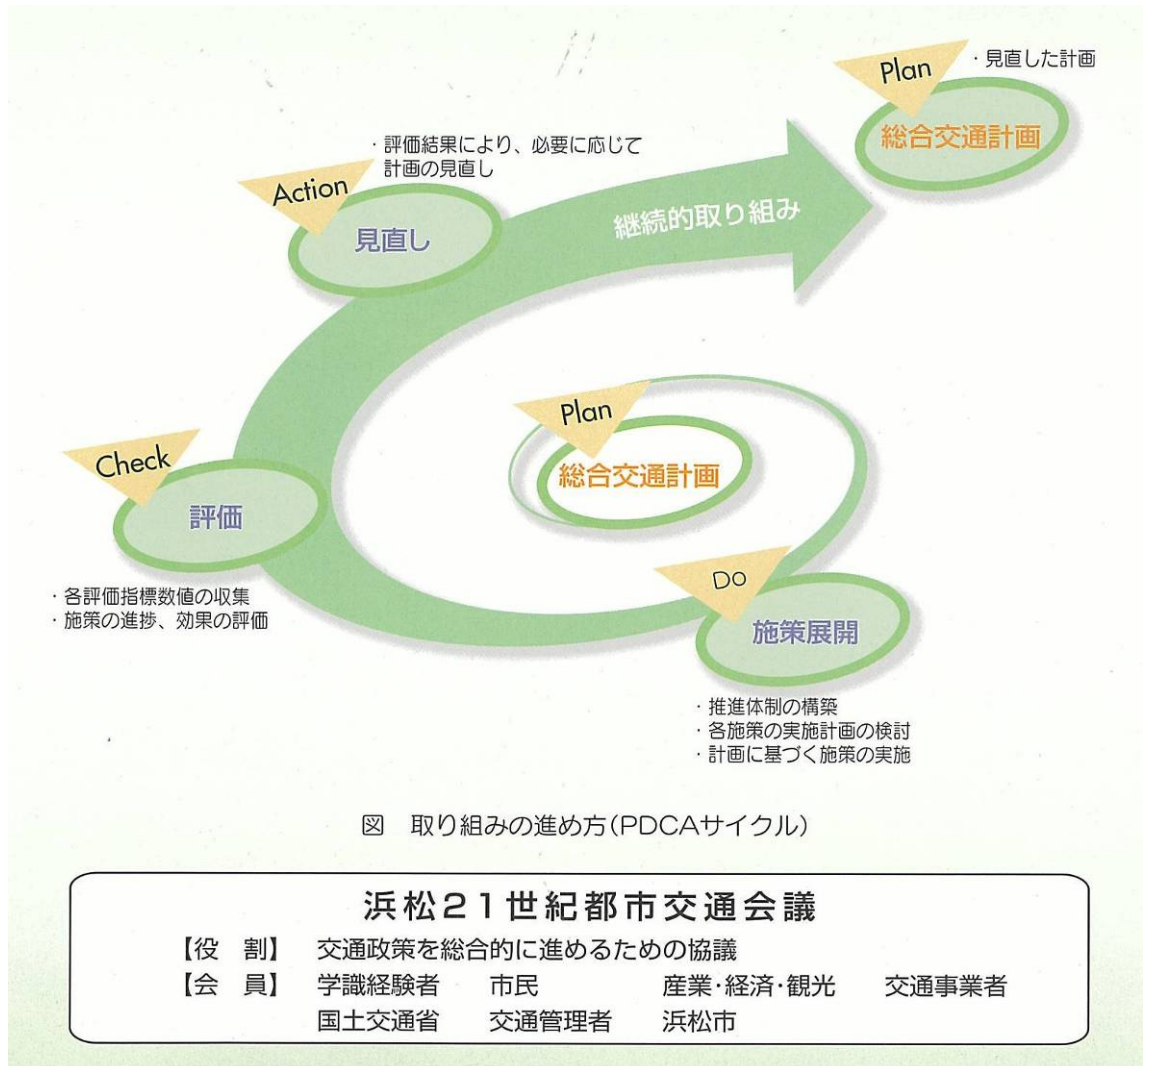 Plan
・見直した計画
総合交通計画
・評価結果により、必要に応じて
計画の見直し
Action
見直し
継続的取り組み
Plan
総合交通計画
Check
評価
・各評価指標数値の収集
・施策の進捗、効果の評価
Do
施策展開
・推進体制の構築
・各施策の実施計画の検討
・計画に基づく施策の実施
図 取り組みの進め方(PDCAサイクル)
浜松21世紀都市交通会議
【役 割】 交通政策を総合的に進めるための協議
【会 員】 学識経験者 市民 産業・経済・観光 交通事業者
国土交通省 交通管理者 浜松市